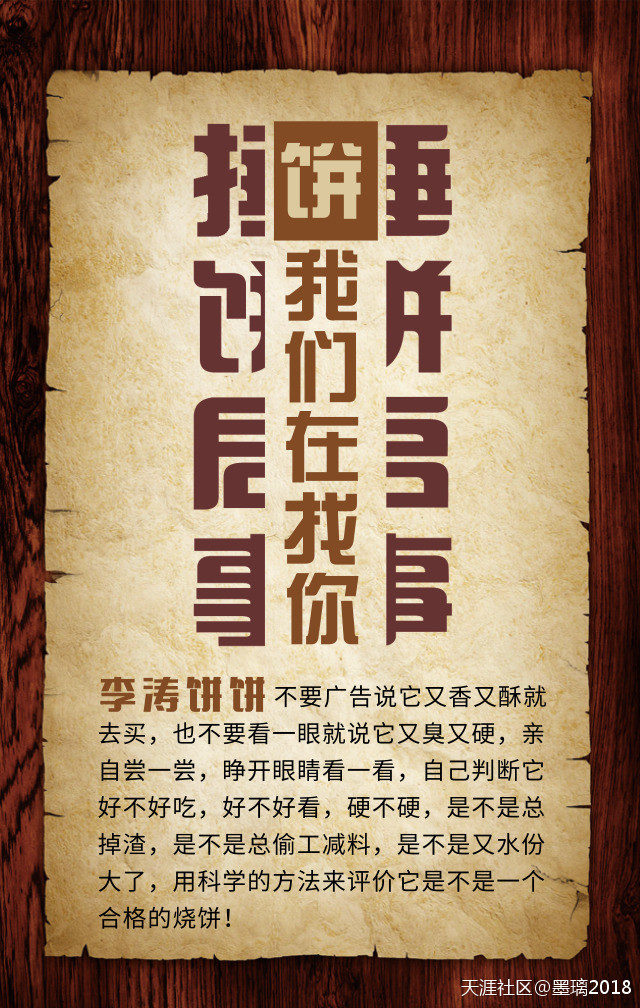 饼
我们在找你
李涛饼饼 不要广告说它又香又酥就
去买，也不要看一眼就说它又臭又硬，亲
自尝一尝，睁开眼睛看一看，自己判断它
好不好吃，好不好看，硬不硬，是不是总
掉渣，是不是总偷工减料，是不是又水份
大了，用科学的方法来评价它是不是一个
合格的烧饼！
天涯社区@墨璃2018